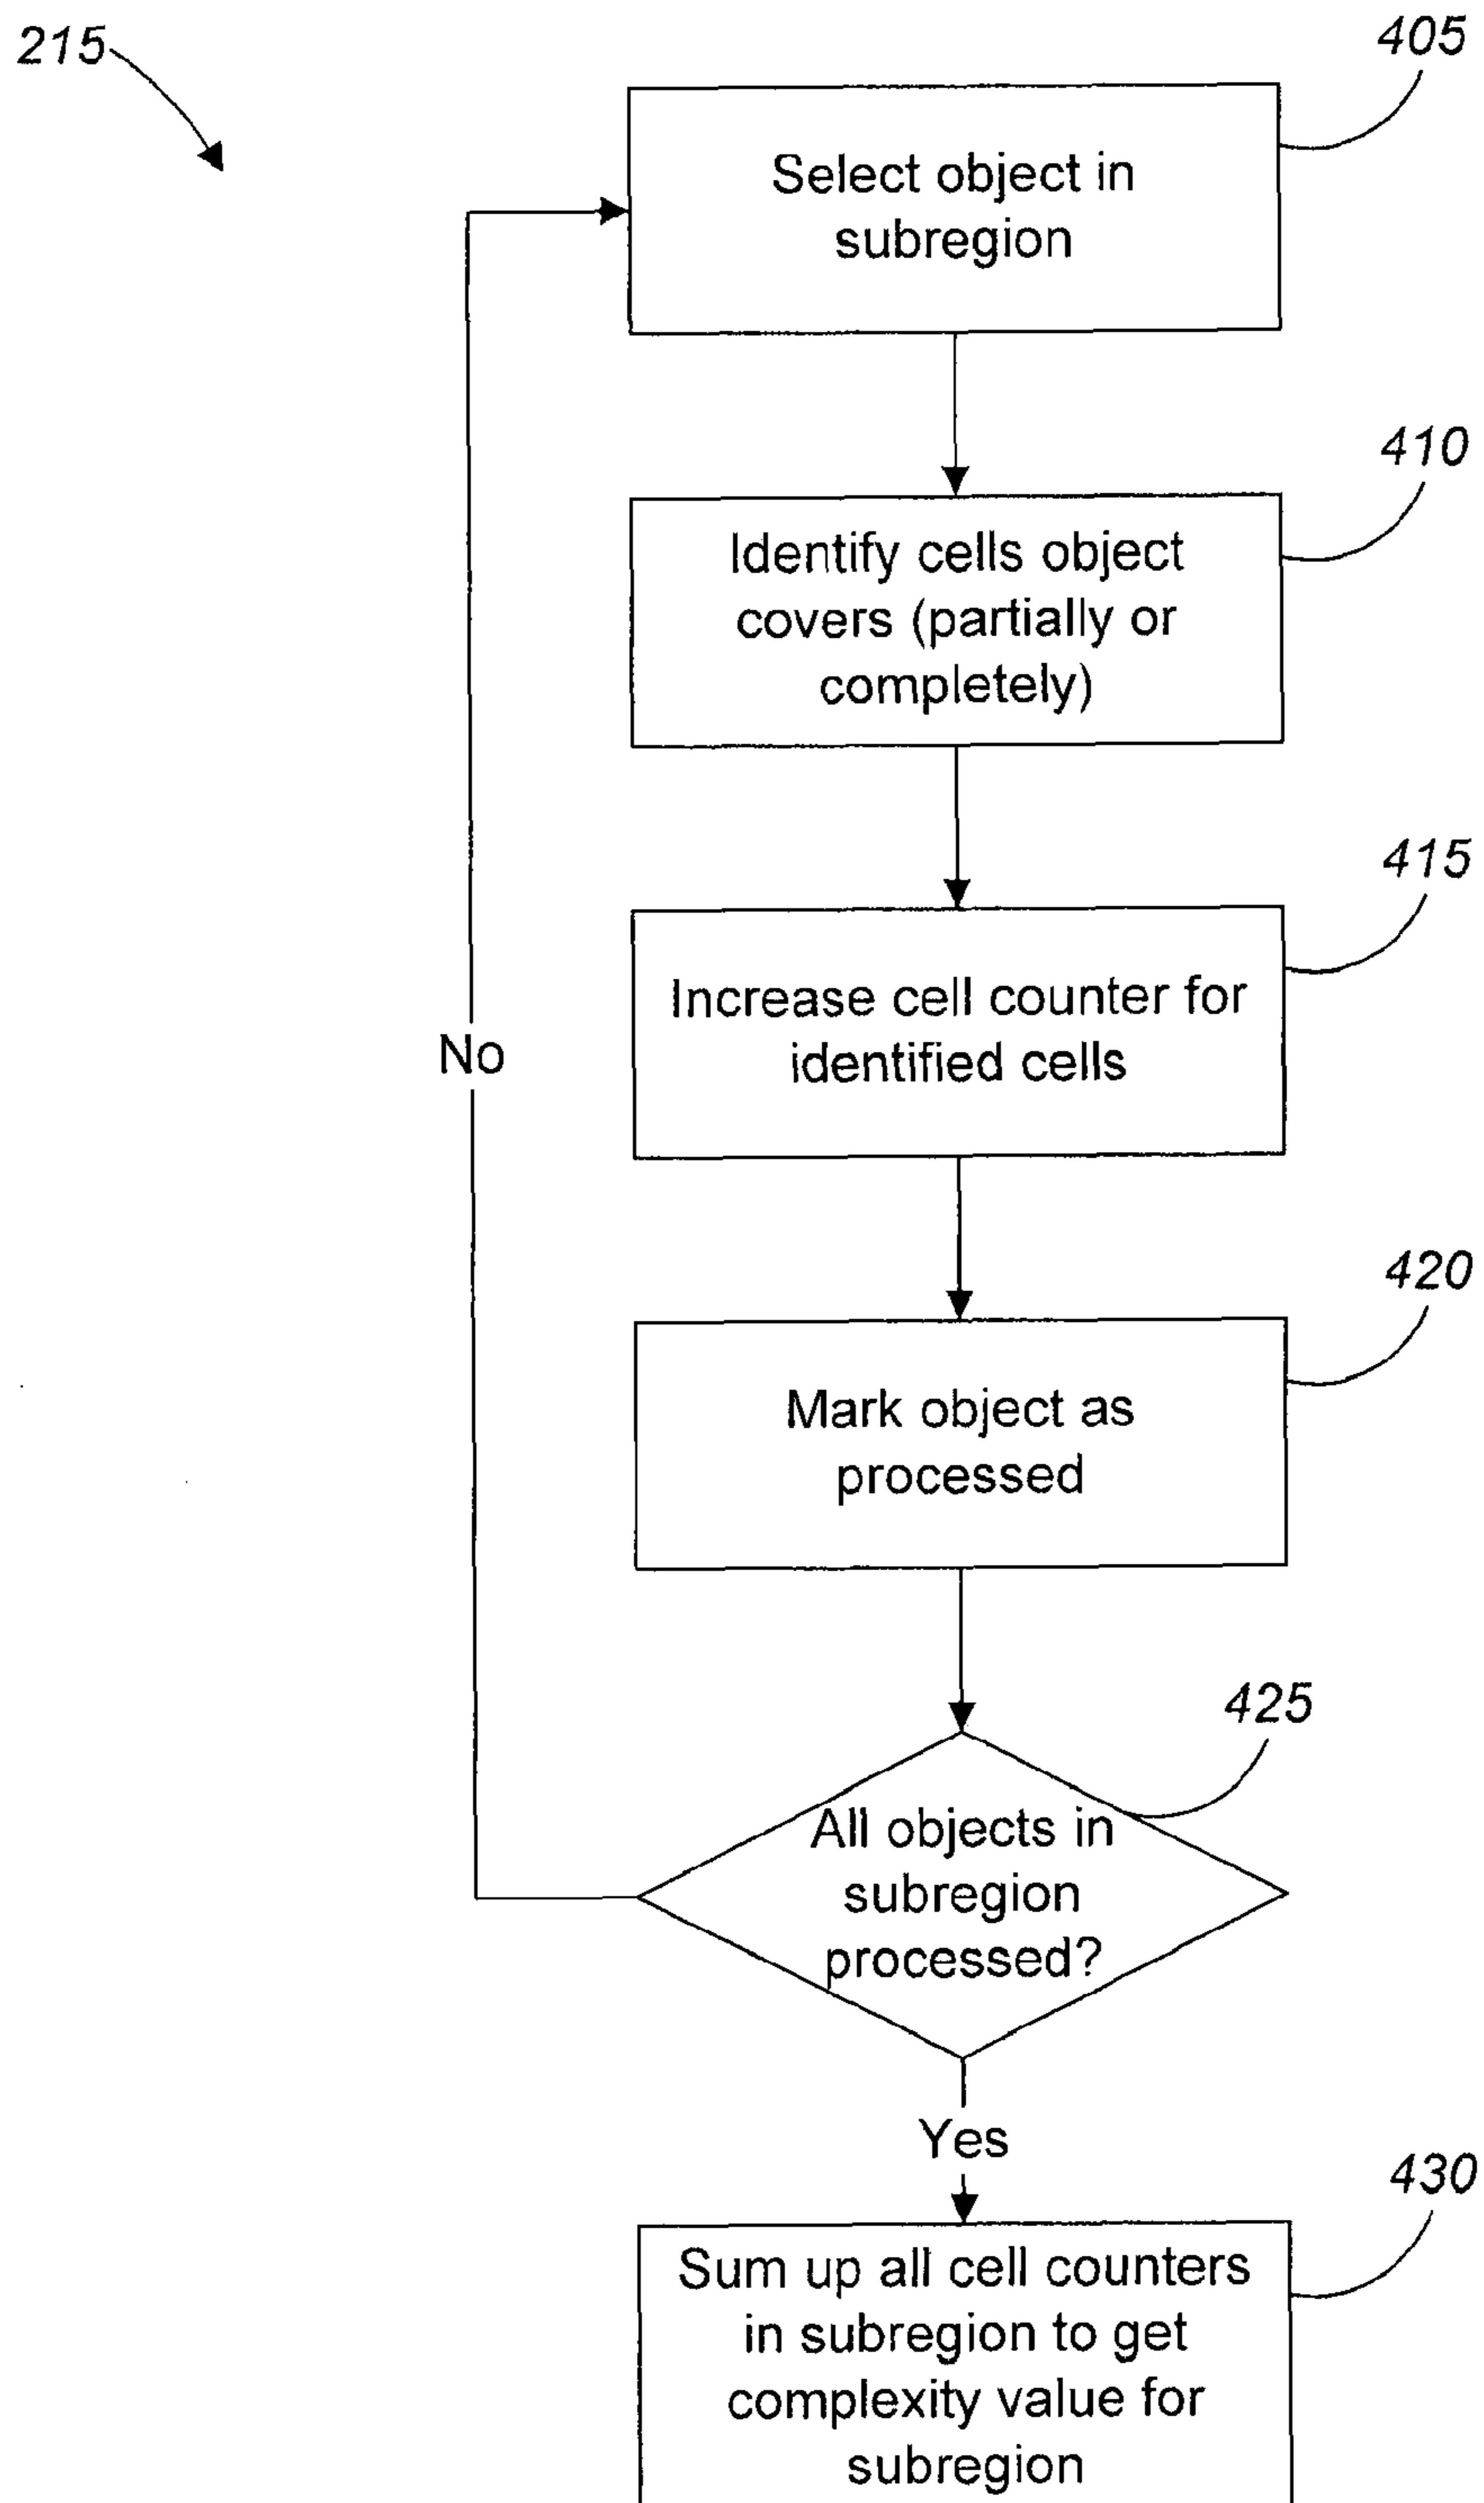 215
405
Select object in
subregion
410
Identify cells object
covers (partially or
completely)
415
Increase cell counter for
identified cells
No
420
Mark object as
processed
425
All objects in
subregion
processed?
Yes
430
Sum up all cell counters
in subregion to get
complexity value for
subregion